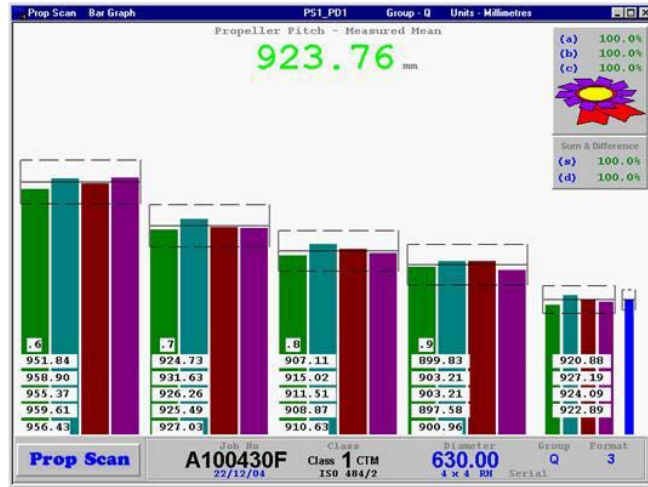 Prop Scan Bar Graph PS1_PD1 Group - Q Units - Millimetres
Propeller Pitch - Measured Mean
923.76 mm
(a) 100.0%
(b) 100.0%
(c) 100.0%
Sum & Difference
(s) 100.0%
(d) 100.0%
.6 .7 .8 .9
951.84 924.73 907.11 899.83 920.88
958.90 931.63 915.02 903.21 927.19
955.37 926.26 911.51 903.21 924.09
959.61 925.49 908.87 897.58 922.89
956.43 927.03 910.63 900.96
Prop Scan
Job No Class Diameter Group Format
A100430F Class 1 CTM 630.00 Q 3
22/12/04 ISO 484/2 4 x 4 RH Serial